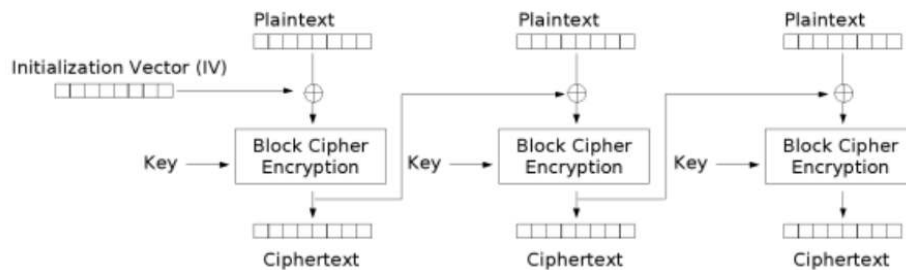 Plaintext
Plaintext
Plaintext
Initialization Vector (IV)
Key
Block Cipher
Encryption
Key
Block Cipher
Encryption
Key
Block Cipher
Encryption
Ciphertext
Ciphertext
Ciphertext